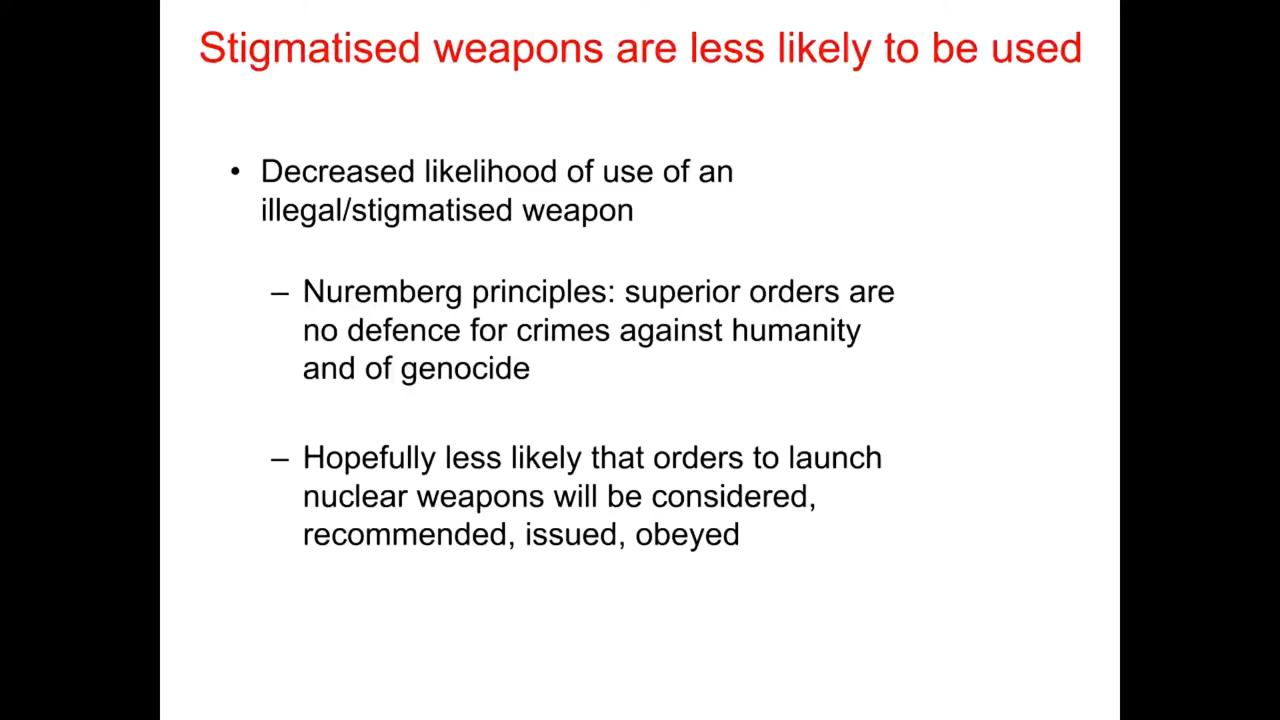 Stigmatised weapons are less likely to be used
• Decreased likelihood of use of an
illegal/stigmatised weapon
– Nuremberg principles: superior orders are
no defence for crimes against humanity
and of genocide
– Hopefully less likely that orders to launch
nuclear weapons will be considered,
recommended, issued, obeyed